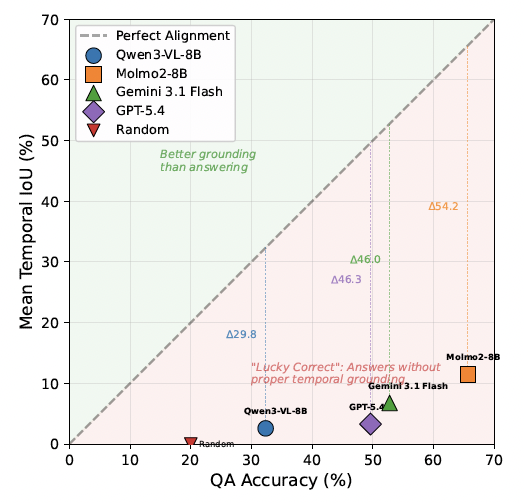 70
60
50
40
30
20
10
0
Mean Temporal IoU (%)
Perfect Alignment
Qwen3-VL-8B
Molmo2-8B
Gemini 3.1 Flash
GPT-5.4
Random
Better grounding
than answering
Δ54.2
Δ46.0
Δ46.3
Δ29.8
"Lucky Correct": Answers without
proper temporal grounding
Molmo2-8B
Gemini 3.1 Flash
GPT-5.4
Qwen3-VL-8B
Random
0 10 20 30 40 50 60 70
QA Accuracy (%)